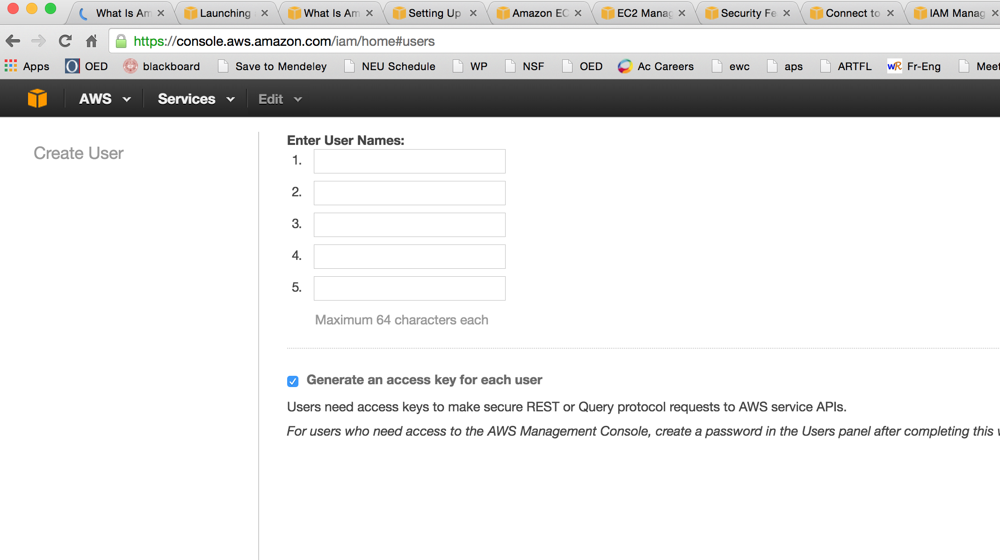 What Is Am Launching What Is Am Setting Up Amazon EC EC2 Manag Security Fe Connect to IAM Manag
https://console.aws.amazon.com/iam/home#users
Apps OED blackboard Save to Mendeley NEU Schedule WP NSF OED Ac Careers ewc aps ARTFL Fr-Eng Meet
AWS Services Edit
Create User
Enter User Names:
1.
2.
3.
4.
5.
Maximum 64 characters each
Generate an access key for each user
Users need access keys to make secure REST or Query protocol requests to AWS service APIs.
For users who need access to the AWS Management Console, create a password in the Users panel after completing this